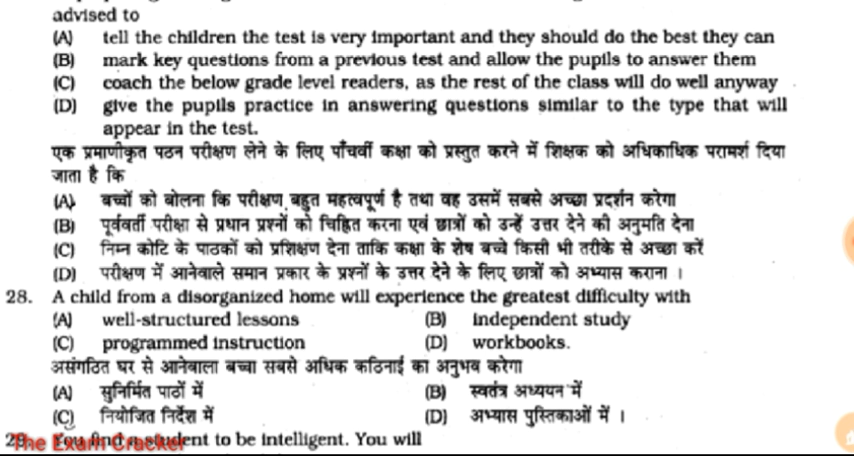 advised to
(A) tell the children the test is very important and they should do the best they can
(B) mark key questions from a previous test and allow the pupils to answer them
(C) coach the below grade level readers, as the rest of the class will do well anyway
(D) give the pupils practice in answering questions similar to the type that will
appear in the test.
एक प्रमाणीकृत पठन परीक्षण लेने के लिए पाँचवीं कक्षा को प्रस्तुत करने में शिक्षक को अधिकाधिक परामर्श दिया
जाता है कि
(A) बच्चों को बोलना कि परीक्षण बहुत महत्वपूर्ण है तथा वह उसमें सबसे अच्छा प्रदर्शन करेगा
(B) पूर्ववर्ती परीक्षा से प्रधान प्रश्नों को चिह्नित करना एवं छात्रों को उन्हें उत्तर देने की अनुमति देना
(C) निम्न कोटि के पाठकों को प्रशिक्षण देना ताकि कक्षा के शेष बच्चे किसी भी तरीके से अच्छा करें
(D) परीक्षण में आनेवाले समान प्रकार के प्रश्नों के उत्तर देने के लिए छात्रों को अभ्यास कराना ।
28. A child from a disorganized home will experience the greatest difficulty with
(A) well-structured lessons (B) independent study
(C) programmed instruction (D) workbooks.
असंगठित घर से आनेवाला बच्चा सबसे अधिक कठिनाई का अनुभव करेगा
(A) सुनिर्मित पाठों में (B) स्वतंत्र अध्ययन में
(C) नियोजित निर्देश में (D) अभ्यास पुस्तिकाओं में ।
29. You find a student to be intelligent. You will
The Exam Cracker